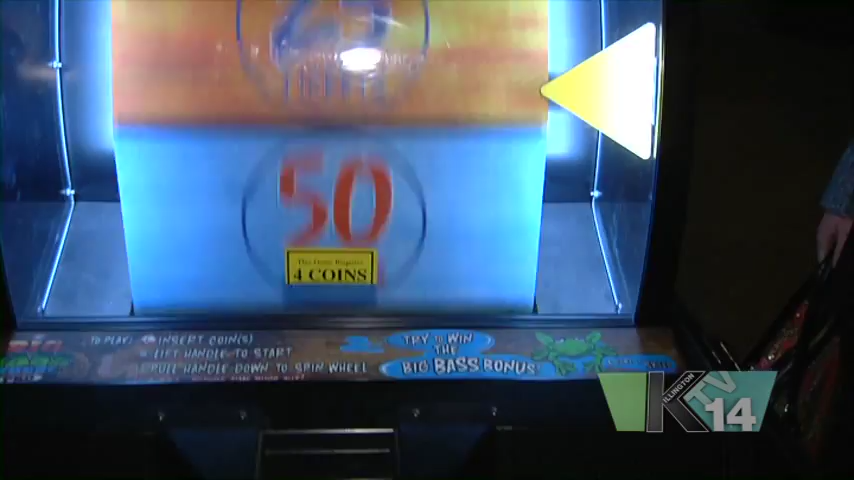 50
This Game Requires
4 COINS
TO PLAY:
INSERT COIN(S)
LIFT HANDLE TO START
PULL HANDLE DOWN TO SPIN WHEEL
TRY TO WIN
THE
BIG BASS BONUS!
KILLINGTON
TV
14